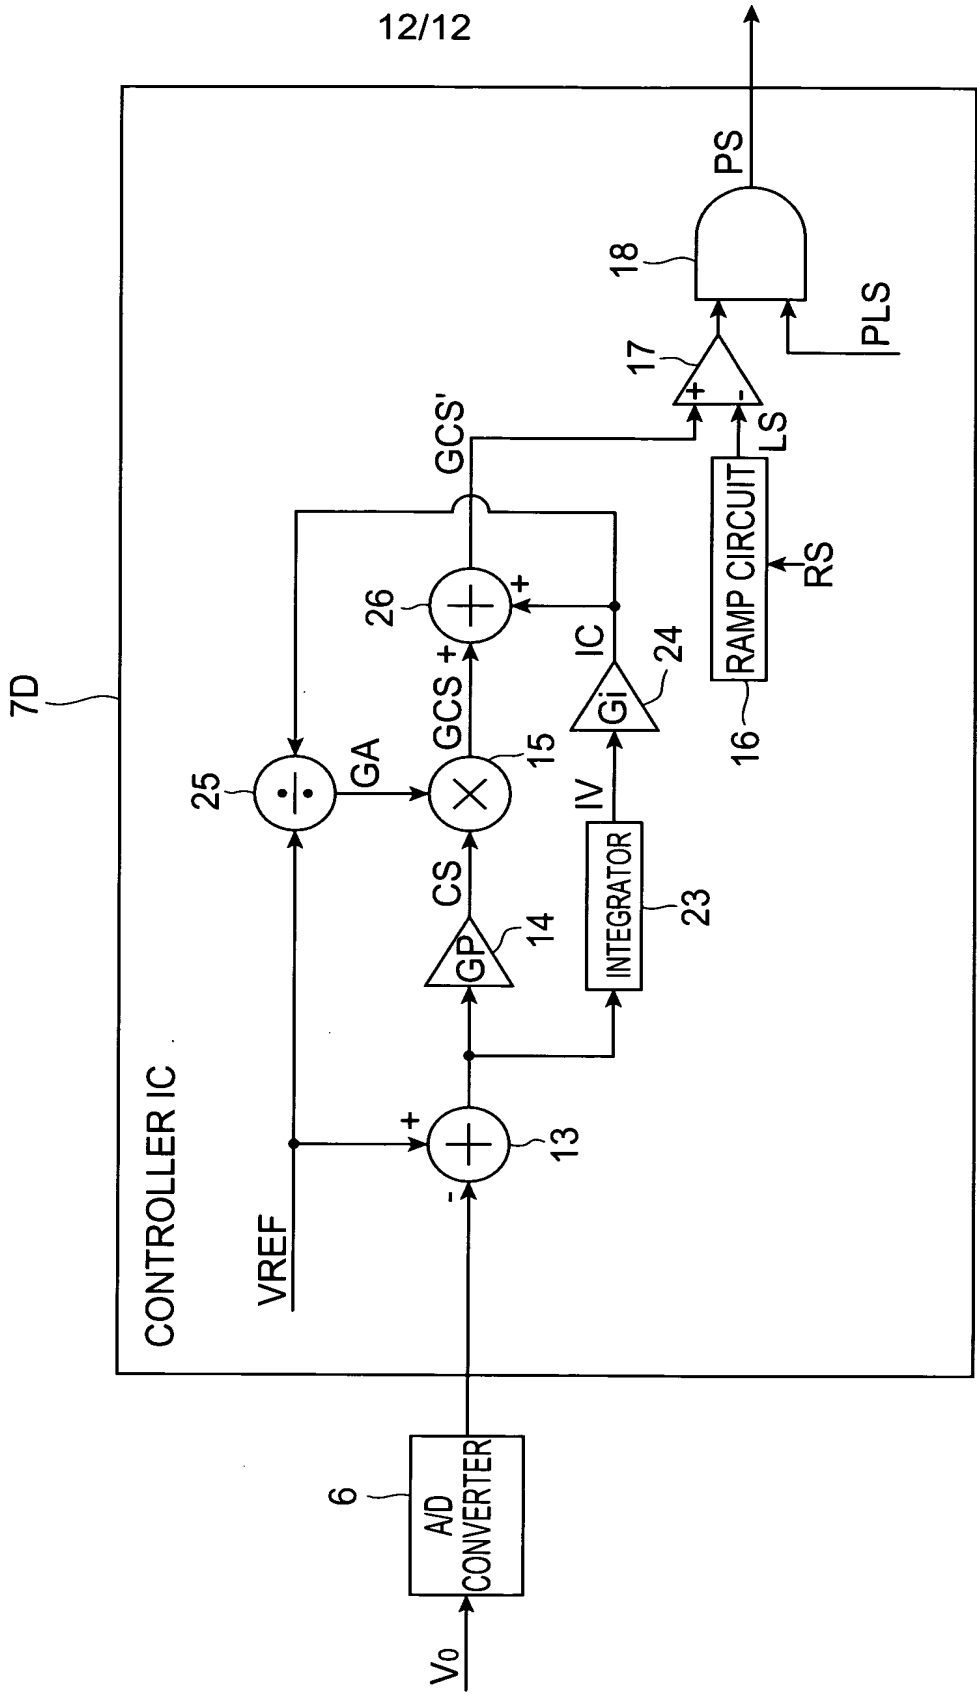 12/12
7D
CONTROLLER IC
VREF
25
÷
GA
6
A/D
CONVERTER
V0
-
+
13
GP
14
CS
×
15
GCS
+
26
+
GCS'
INTEGRATOR
23
IV
Gi
24
IC
RAMP CIRCUIT
16
RS
LS
17
+
-
18
PLS
PS